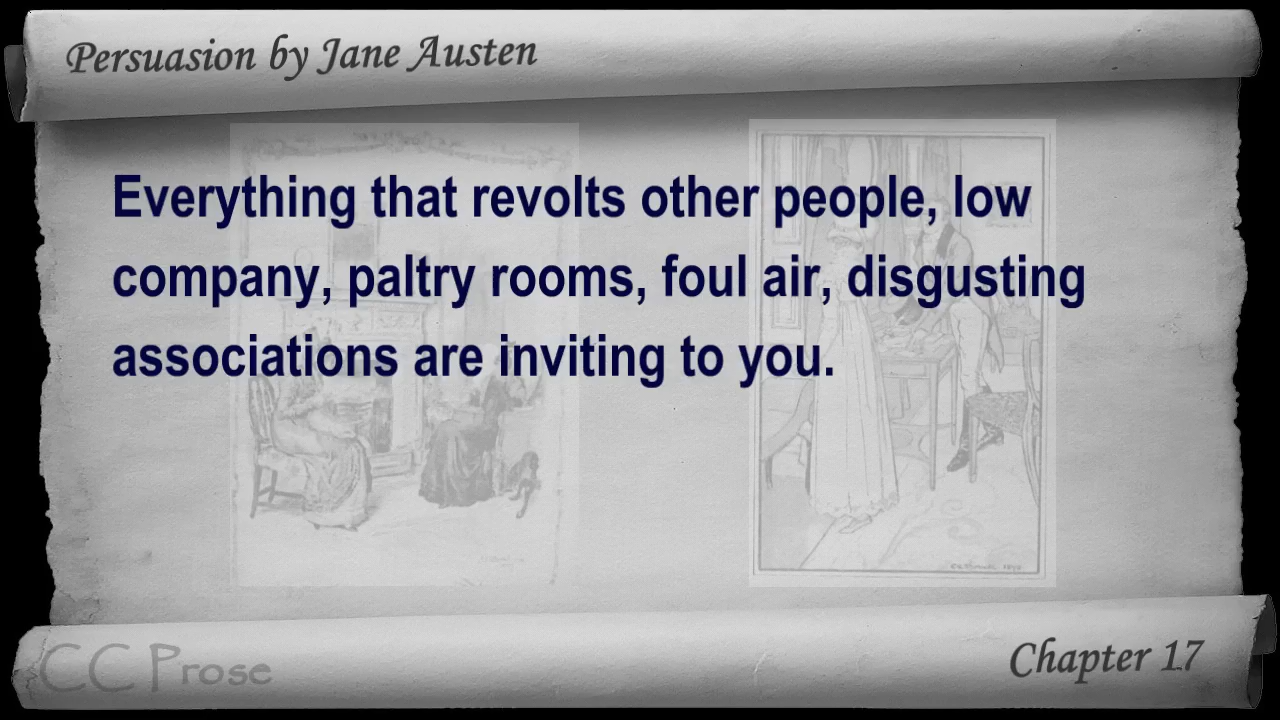 Persuasion by Jane Austen
Everything that revolts other people, low
company, paltry rooms, foul air, disgusting
associations are inviting to you.
CC Prose
Chapter 17